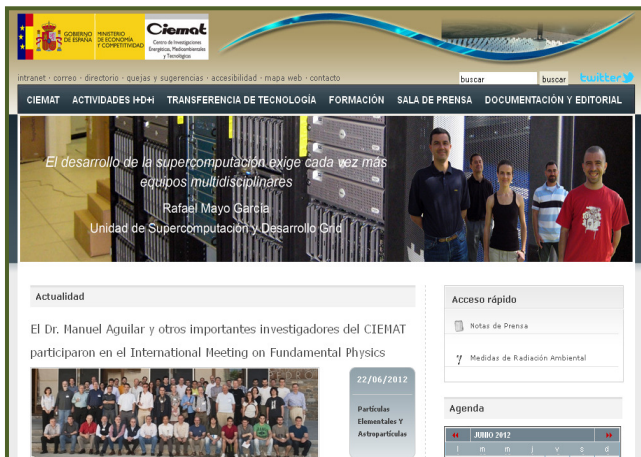 GOBIERNO
DE ESPAÑA
MINISTERIO
DE ECONOMÍA
Y COMPETITIVIDAD
Ciemat
Centro de Investigaciones
Energéticas, Medioambientales
y Tecnológicas
intranet · correo · directorio · quejas y sugerencias · accesibilidad · mapa web · contacto
buscar
buscar
twitter
CIEMAT ACTIVIDADES I+D+i TRANSFERENCIA DE TECNOLOGÍA FORMACIÓN SALA DE PRENSA DOCUMENTACIÓN Y EDITORIAL
El desarrollo de la supercomputación exige cada vez más
equipos multidisciplinares
Rafael Mayo García
Unidad de Supercomputación y Desarrollo Grid
Actualidad
El Dr. Manuel Aguilar y otros importantes investigadores del CIEMAT
participaron en el International Meeting on Fundamental Physics
22/06/2012
Partículas
Elementales Y
Astropartículas
Acceso rápido
Notas de Prensa
γ Medidas de Radiación Ambiental
Agenda
JUNIO 2012
l m m j v s d